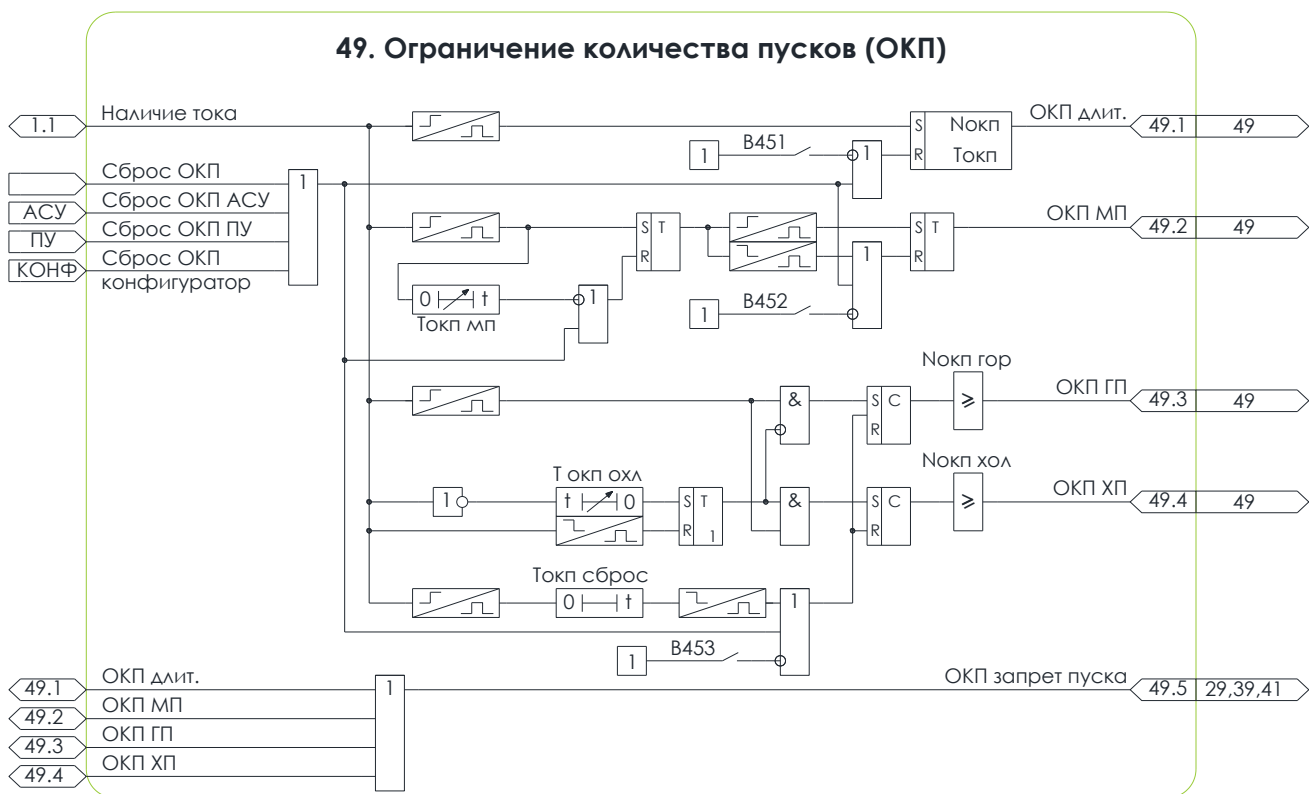 49. Ограничение количества пусков (ОКП)
1.1 Наличие тока
ОКП длит. 49.1 49
S Nокп
R Tокп
1 B451
1
Сброс ОКП
АСУ Сброс ОКП АСУ
ПУ Сброс ОКП ПУ
КОНФ Сброс ОКП
конфигуратор
1
S T
R
S T
R
ОКП МП 49.2 49
1
0 t
Tокп мп
1
1 B452
Nокп гор
ОКП ГП 49.3 49
&
S C
R
≥
Nокп хол
ОКП ХП 49.4 49
1
T окп охл
t 0
S T
R 1
&
S C
R
≥
Tокп сброс
0 t
1
1 B453
49.1 ОКП длит.
49.2 ОКП МП
49.3 ОКП ГП
49.4 ОКП ХП
1
ОКП запрет пуска 49.5 29,39,41